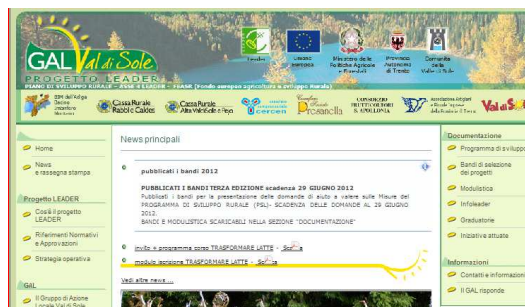 GAL Val di Sole
PROGETTO LEADER
PIANO DI SVILUPPO RURALE - ASSE 4 LEADER - FEASR (Fondo europeo agricoltura e sviluppo Rurale)
Leader
Unione europea
Ministero delle Politiche Agricole e Forestali
Provincia Autonoma di Trento
Comunità della Valle di Sole
BIM dell'Adige
Cassa Rurale
Rabbi e Caldes
Cassa Rurale
Alta Val di Sole e Pejo
cercen
Presanella
CONSORZIO
FRUTTICOLTORI
S. APOLLONIA
Val di S
Home
News
e rassegna stampa
Progetto LEADER
Cos'è il progetto
LEADER
Riferimenti Normativi
e Approvazioni
Strategia operativa
GAL
Il Gruppo di Azione
Locale Val di Sole
News principali
pubblicati i bandi 2012
PUBBLICATI I BANDI TERZA EDIZIONE scadenza 29 GIUGNO 2012
Pubblicati i bandi per la presentazione delle domande di aiuto a valere sulle Misure del
PROGRAMMA DI SVILUPPO RURALE (PSL)- SCADENZA DELLE DOMANDE AL 29 GIUGNO
2012.
BANDI E MODULISTICA SCARICABILI NELLA SEZIONE "DOCUMENTAZIONE"
invito + programma corso TRASFORMARE LATTE -
modulo iscrizione TRASFORMARE LATTE -
Vedi altre news ...
Documentazione
Programma di sviluppo
Bandi di selezione
dei progetti
Modulistica
Infoleader
Graduatorie
Iniziative attuate
Informazioni
Contatti e informazioni
Il GAL risponde